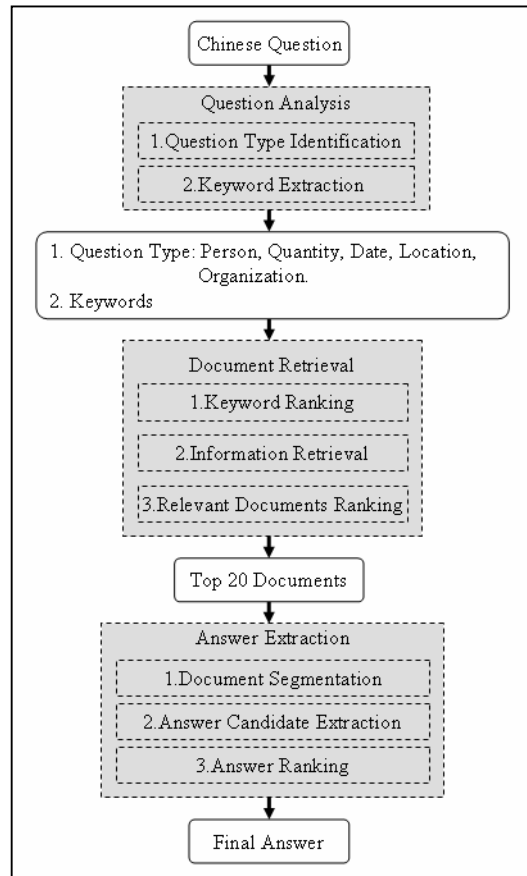 Chinese Question
Question Analysis
1.Question Type Identification
2.Keyword Extraction
1. Question Type: Person, Quantity, Date, Location,
Organization.
2. Keywords
Document Retrieval
1.Keyword Ranking
2.Information Retrieval
3.Relevant Documents Ranking
Top 20 Documents
Answer Extraction
1.Document Segmentation
2.Answer Candidate Extraction
3.Answer Ranking
Final Answer